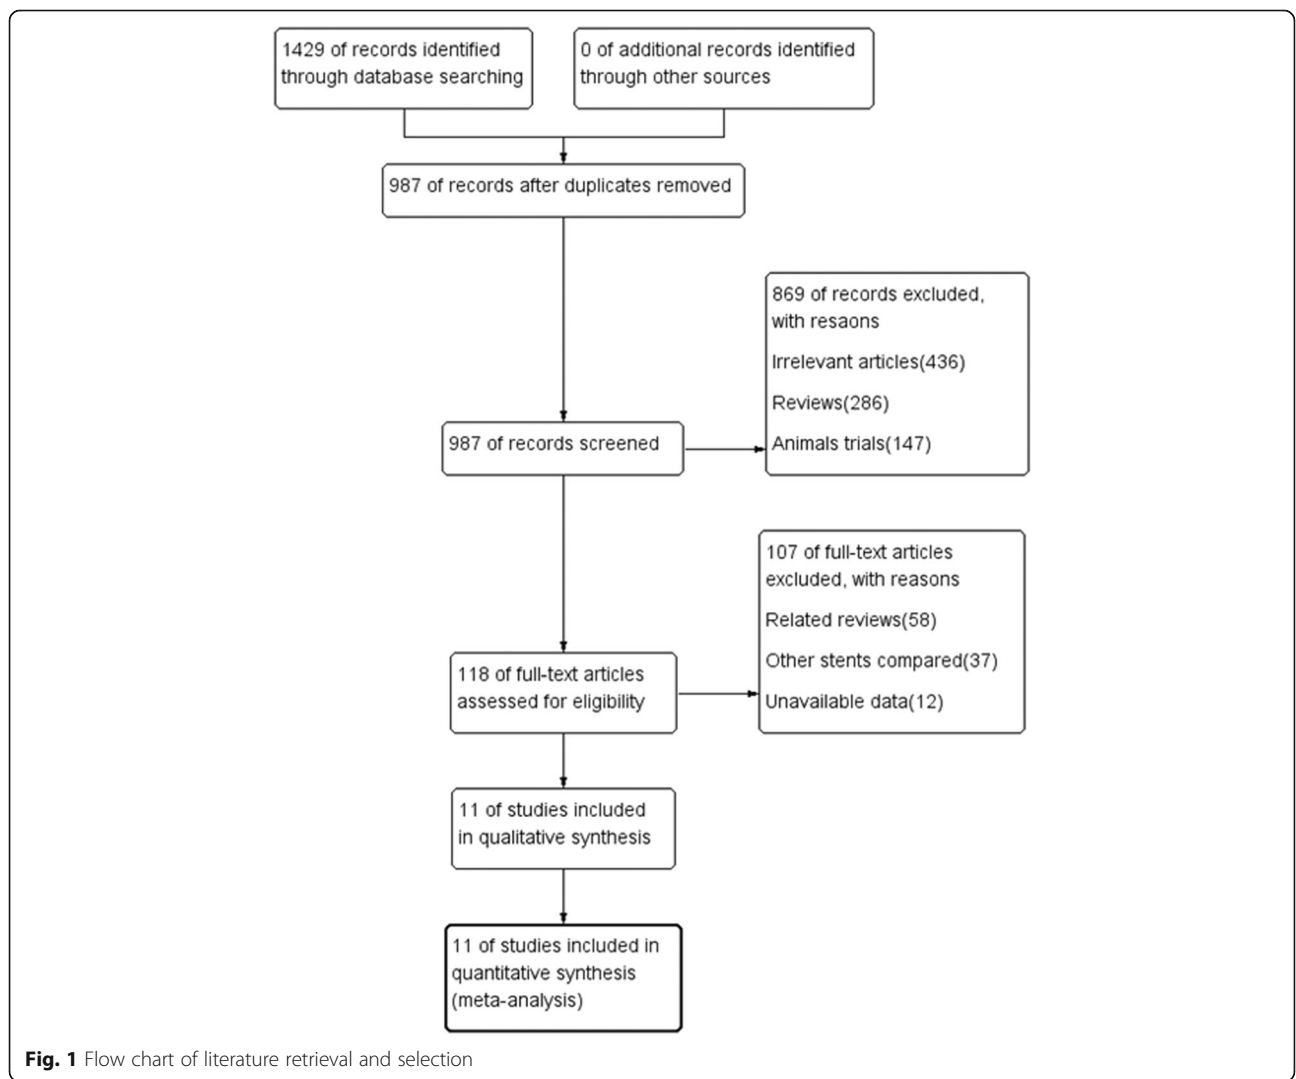 1429 of records identified
through database searching
0 of additional records identified
through other sources
987 of records after duplicates removed
869 of records excluded,
with resaons
Irrelevant articles(436)
Reviews(286)
Animals trials(147)
987 of records screened
107 of full-text articles
excluded, with reasons
Related reviews(58)
Other stents compared(37)
Unavailable data(12)
118 of full-text articles
assessed for eligibility
11 of studies included
in qualitative synthesis
11 of studies included in
quantitative synthesis
(meta-analysis)
Fig. 1 Flow chart of literature retrieval and selection